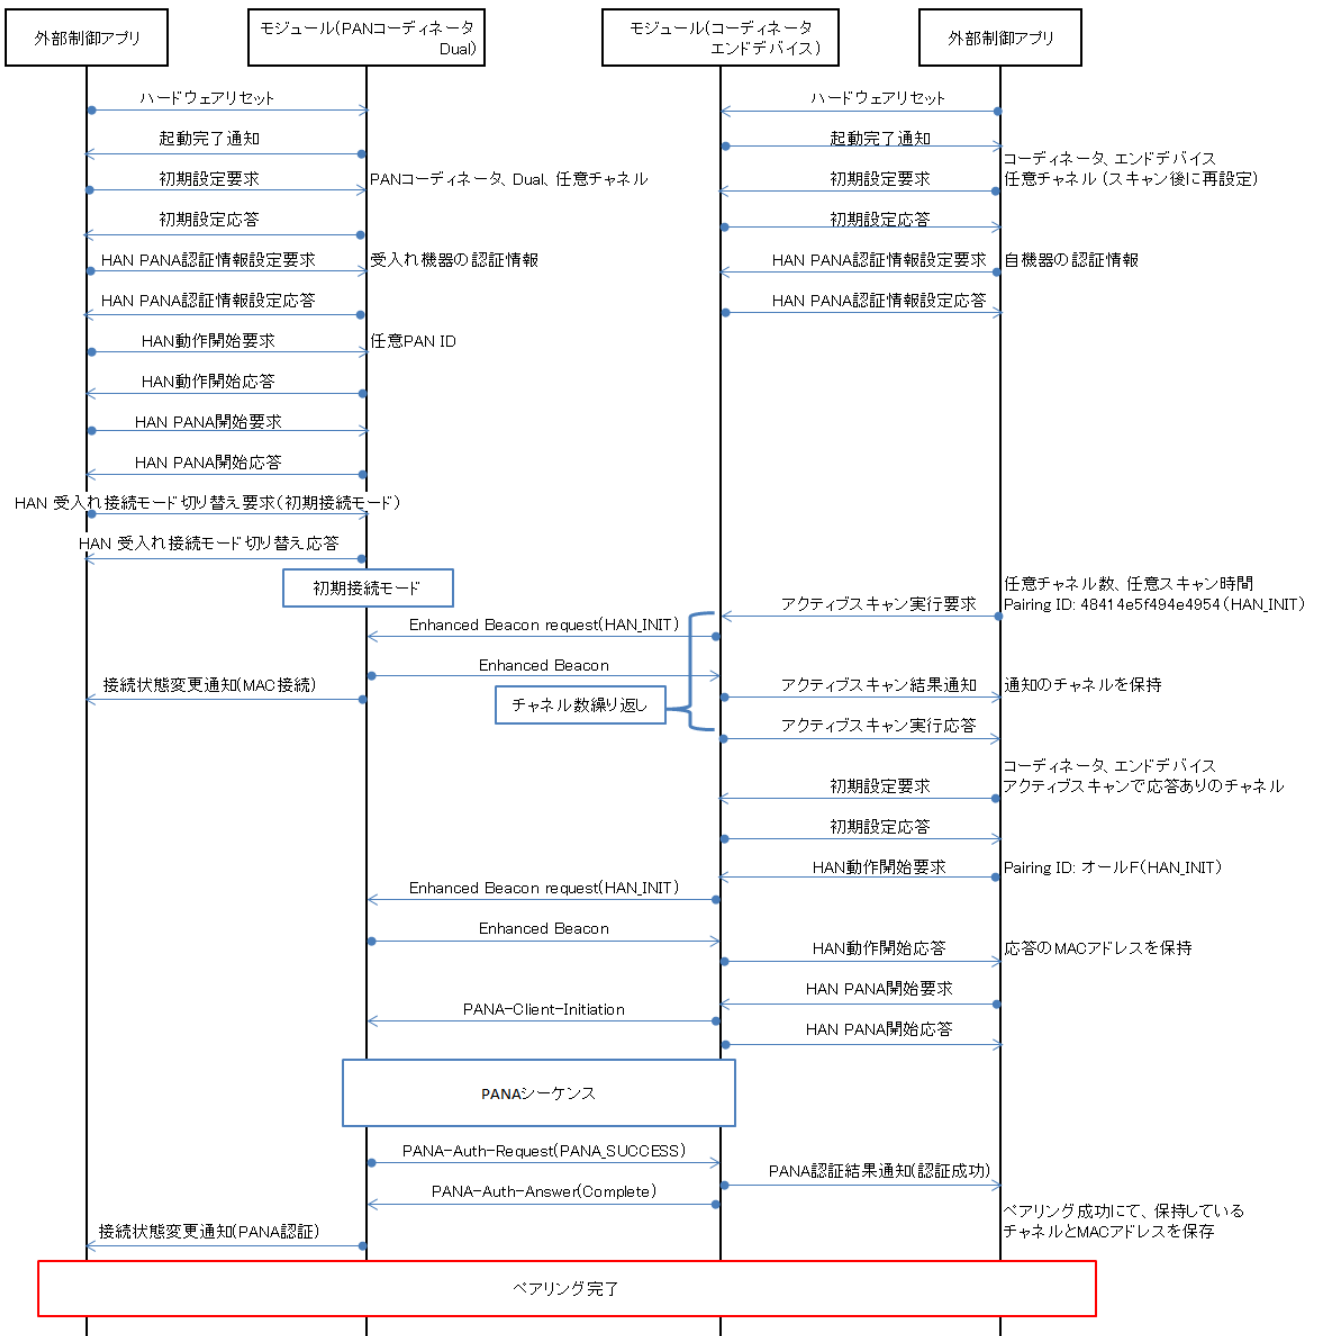 外部制御アプリ
モジュール(PANコーディネータ
Dual)
モジュール(コーディネータ
エンドデバイス)
外部制御アプリ
ハードウェアリセット
ハードウェアリセット
起動完了通知
起動完了通知
コーディネータ、エンドデバイス
任意チャネル (スキャン後に再設定)
初期設定要求
PANコーディネータ、Dual、任意チャネル
初期設定要求
初期設定応答
初期設定応答
HAN PANA認証情報設定要求
受入れ機器の認証情報
HAN PANA認証情報設定要求
自機器の認証情報
HAN PANA認証情報設定応答
HAN PANA認証情報設定応答
HAN動作開始要求
任意PAN ID
HAN動作開始応答
HAN PANA開始要求
HAN PANA開始応答
HAN 受入れ接続モード切り替え要求(初期接続モード)
HAN 受入れ接続モード切り替え応答
初期接続モード
任意チャネル数、任意スキャン時間
アクティブスキャン実行要求
Pairing ID: 48414e5f494e4954(HAN_INIT)
Enhanced Beacon request(HAN_INIT)
Enhanced Beacon
接続状態変更通知(MAC接続)
アクティブスキャン結果通知
通知のチャネルを保持
チャネル数繰り返し
アクティブスキャン実行応答
コーディネータ、エンドデバイス
アクティブスキャンで応答ありのチャネル
初期設定要求
初期設定応答
HAN動作開始要求
Pairing ID: オールF(HAN_INIT)
Enhanced Beacon request(HAN_INIT)
Enhanced Beacon
HAN動作開始応答
応答のMACアドレスを保持
HAN PANA開始要求
PANA-Client-Initiation
HAN PANA開始応答
PANAシーケンス
PANA-Auth-Request(PANA_SUCCESS)
PANA認証結果通知(認証成功)
PANA-Auth-Answer(Complete)
ペアリング成功にて、保持している
チャネルとMACアドレスを保存
接続状態変更通知(PANA認証)
ペアリング完了